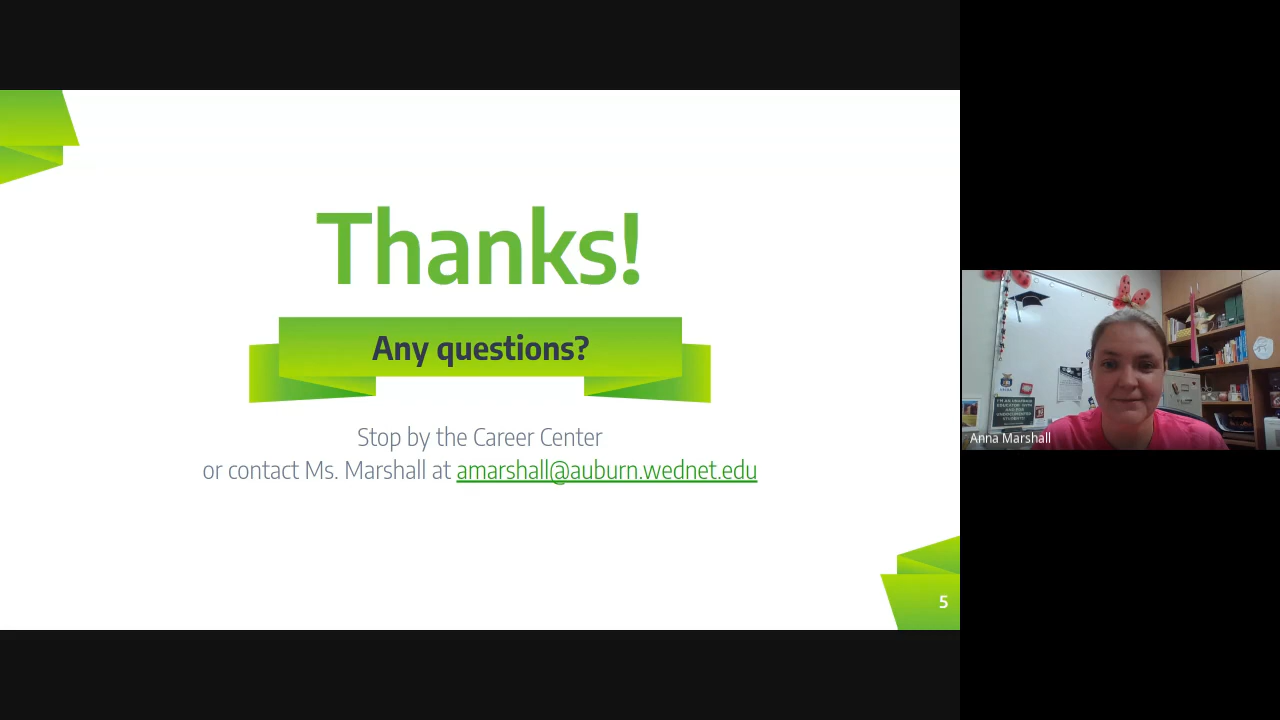 Thanks!
Any questions?
Stop by the Career Center
or contact Ms. Marshall at amarshall@auburn.wednet.edu
5
Anna Marshall